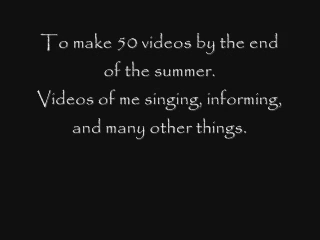 To make 50 videos by the end
of the summer.
Videos of me singing, informing,
and many other things.